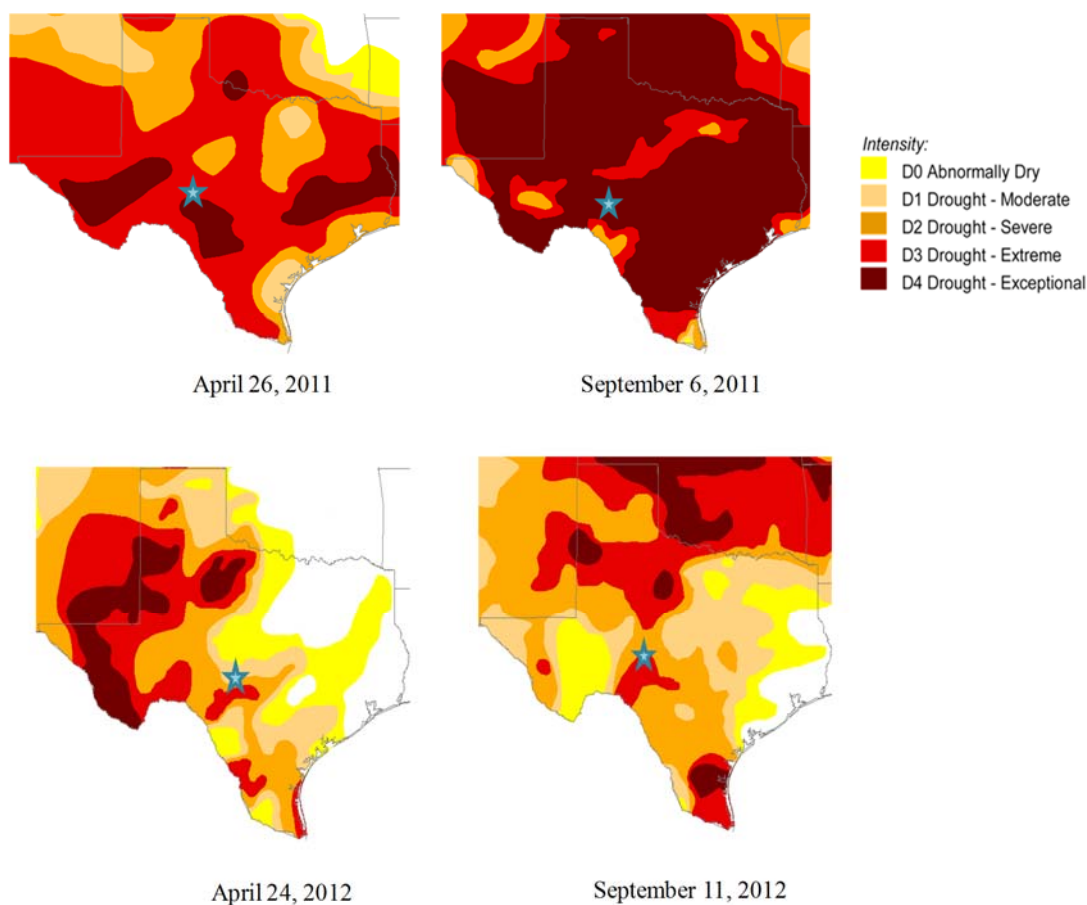 Intensity:
D0 Abnormally Dry
D1 Drought - Moderate
D2 Drought - Severe
D3 Drought - Extreme
D4 Drought - Exceptional
April 26, 2011
September 6, 2011
April 24, 2012
September 11, 2012